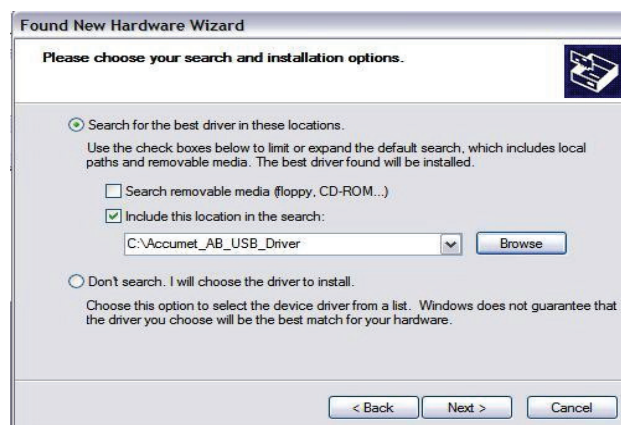 Found New Hardware Wizard
Please choose your search and installation options.
Search for the best driver in these locations.
Use the check boxes below to limit or expand the default search, which includes local
paths and removable media. The best driver found will be installed.
Search removable media (floppy, CD-ROM...)
Include this location in the search:
C:\Accumet_AB_USB_Driver
Browse
Don't search. I will choose the driver to install.
Choose this option to select the device driver from a list. Windows does not guarantee that
the driver you choose will be the best match for your hardware.
< Back Next > Cancel